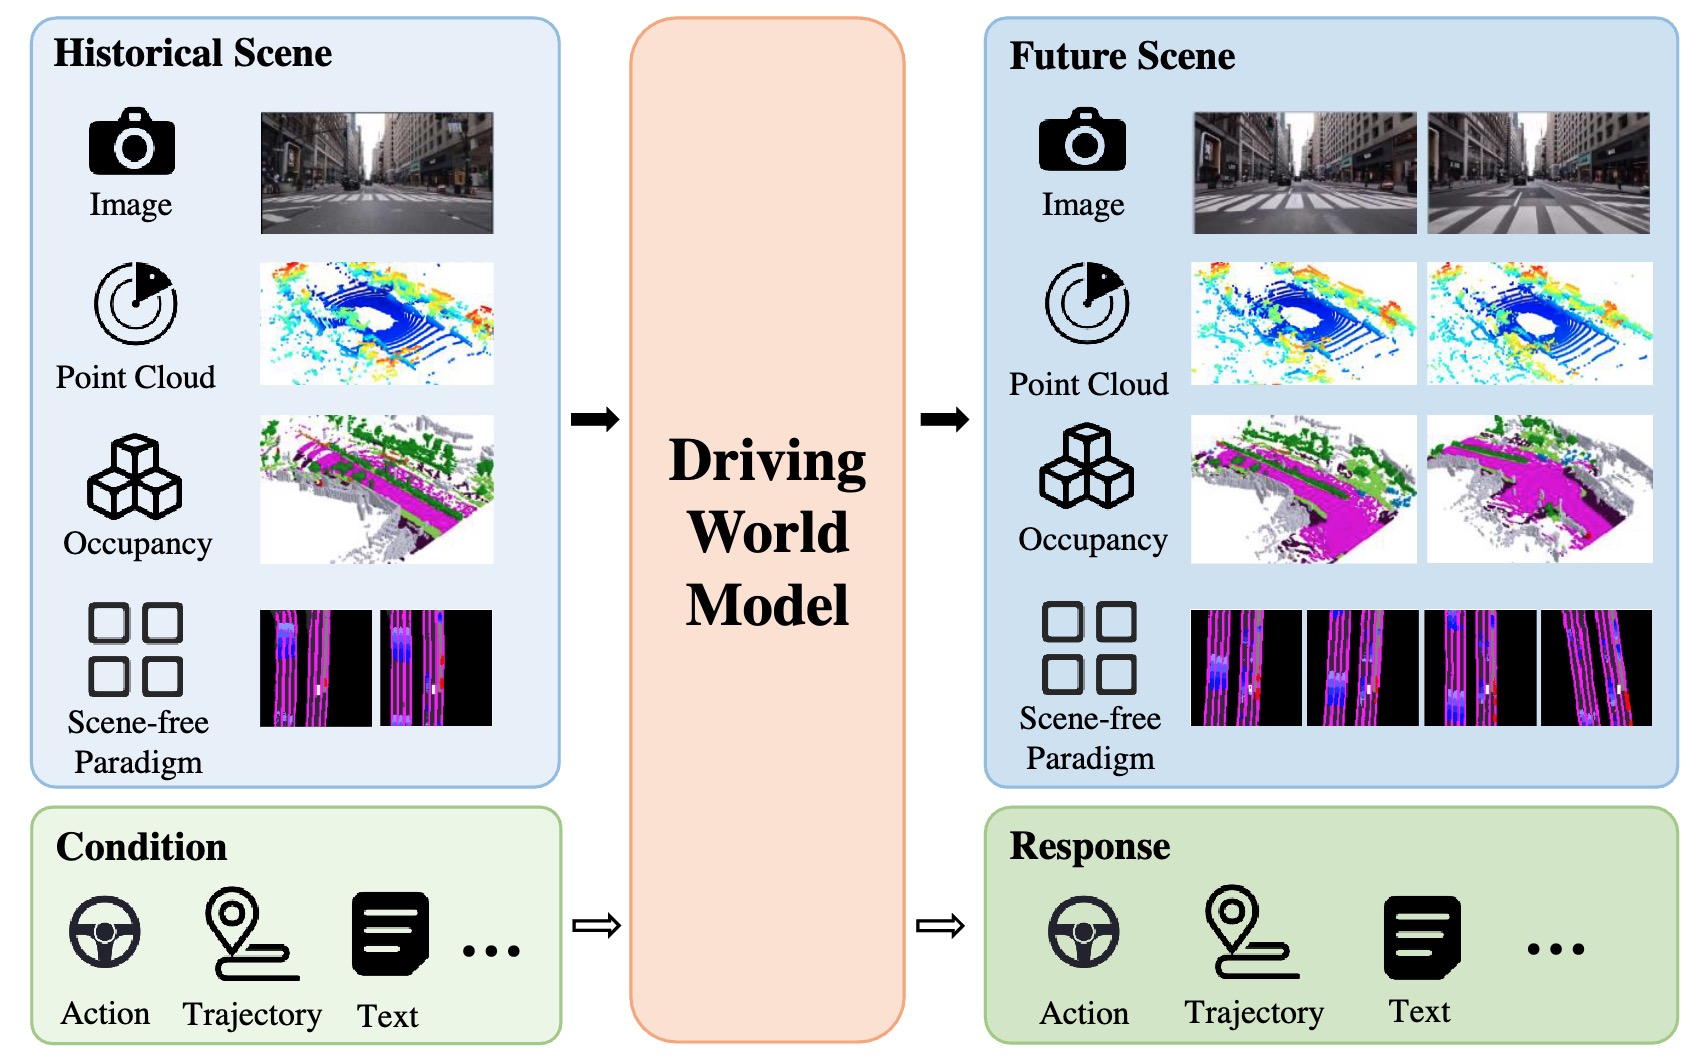 Historical Scene
Image
Point Cloud
Occupancy
Scene-free
Paradigm
Condition
Action
Trajectory
Text
...
Driving
World
Model
Future Scene
Image
Point Cloud
Occupancy
Scene-free
Paradigm
Response
Action
Trajectory
Text
...